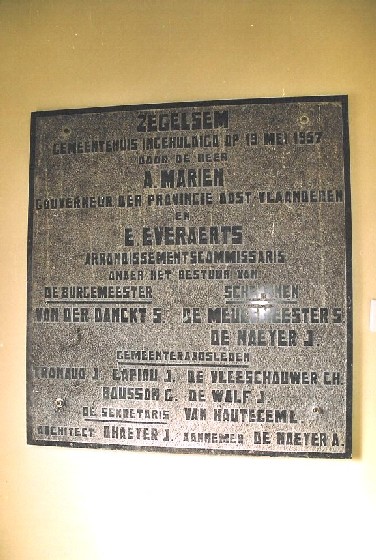 ZEGELSEM
GEMEENTEHUIS INGEHULDIGD OP 19 MEI 1957
DOOR DE HEER
A. MARIEN
GOUVERNEUR DER PROVINCIE OOST-VLAANDEREN
EN
E. EVERAERTS
ARRONDISSEMENTSCOMMISSARIS
ONDER HET BESTUUR VAN
DE BURGEMEESTER SCHEPENEN
VAN DER DANCKT S. DE MEULEMEESTER S.
DE NAEYER J.
GEMEENTERAADSLEDEN
J. J. DE VLEESCHAUWER CH.
BOUSSON G. DE WALF J.
DE SEKRETARIS VAN HAUTEGEM L.
ARCHITECT DHAEYER J. AANNEMER DE NAEYER A.